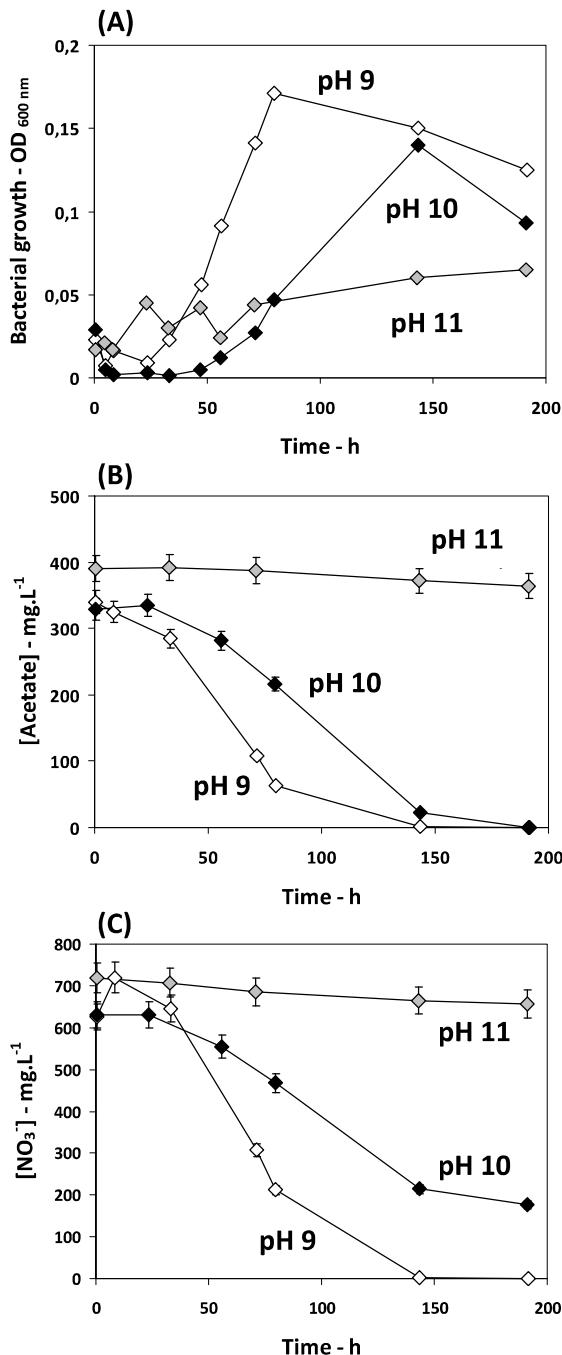 (A)
0,2
0,15
0,1
0,05
0
Bacterial growth - OD 600 nm
pH 9
pH 10
pH 11
0 50 100 150 200
Time - h
(B)
500
400
300
200
100
0
[Acetate] - mg.L-1
pH 11
pH 10
pH 9
0 50 100 150 200
Time - h
(C)
800
700
600
500
400
300
200
100
0
[NO3-] - mg.L-1
pH 11
pH 10
pH 9
0 50 100 150 200
Time - h